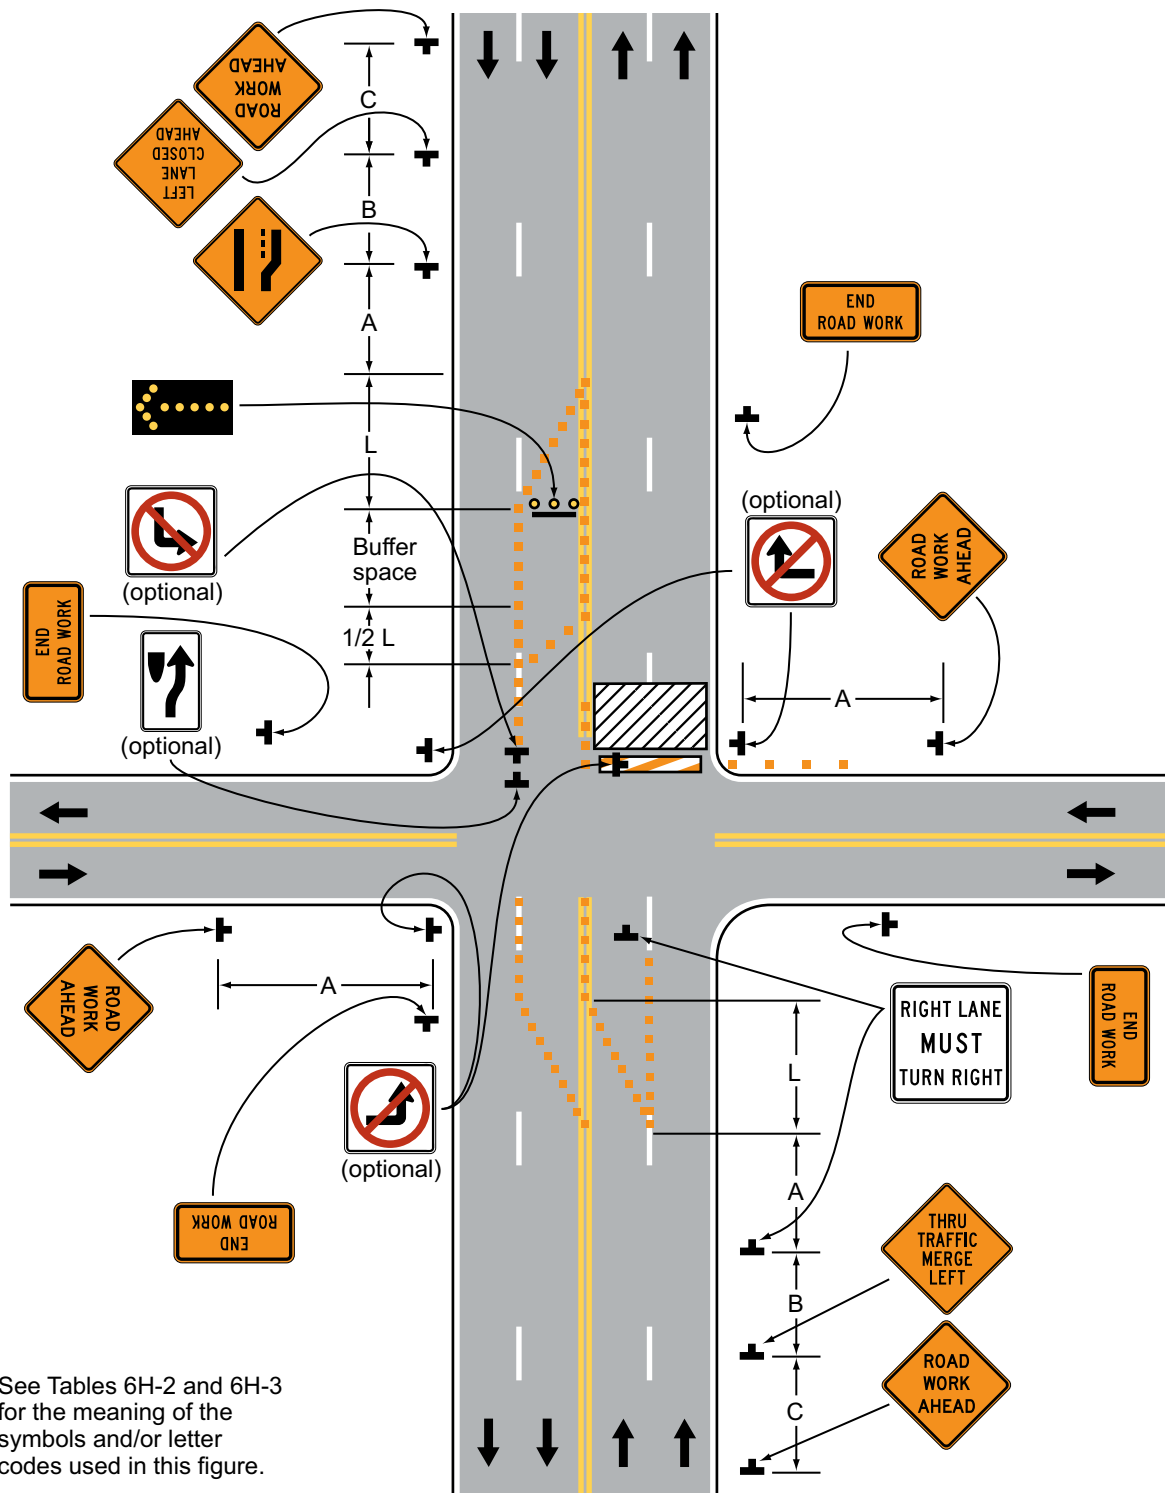 ROAD
WORK
AHEAD
C
LEFT
LANE
CLOSED
AHEAD
B
A
END
ROAD WORK
L
(optional)
ROAD
WORK
AHEAD
Buffer
space
(optional)
END
ROAD WORK
1/2 L
A
(optional)
ROAD
WORK
AHEAD
A
RIGHT LANE
MUST
TURN RIGHT
END
ROAD WORK
L
(optional)
A
END
ROAD WORK
THRU
TRAFFIC
MERGE
LEFT
B
ROAD
WORK
AHEAD
C
See Tables 6H-2 and 6H-3
for the meaning of the
symbols and/or letter
codes used in this figure.